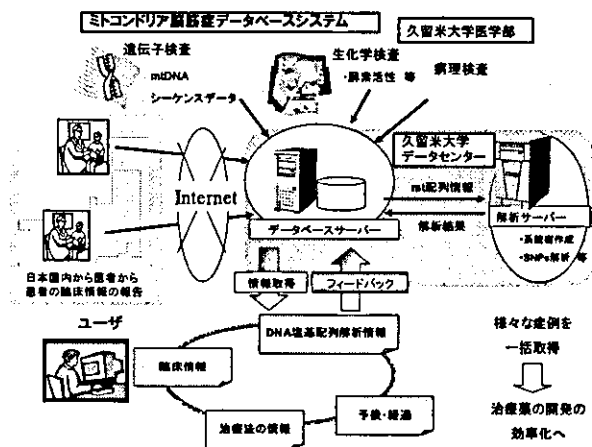 ミトコンドリア脳筋症データベースシステム
久留米大学医学部
遺伝子検査
mtDNA
シーケンスデータ
生化学検査
・酵素活性 等
病理検査
Internet
久留米大学
データセンター
mt配列情報
解析結果
データベースサーバー
解析サーバー
・系統樹作成
・SNPs解析 等
日本国内から患者から
患者の臨床情報の報告
情報取得
フィードバック
ユーザ
DNA塩基配列解析情報
臨床情報
治療法の情報
予後・経過
様々な症例を
一括取得
治療薬の開発の
効率化へ